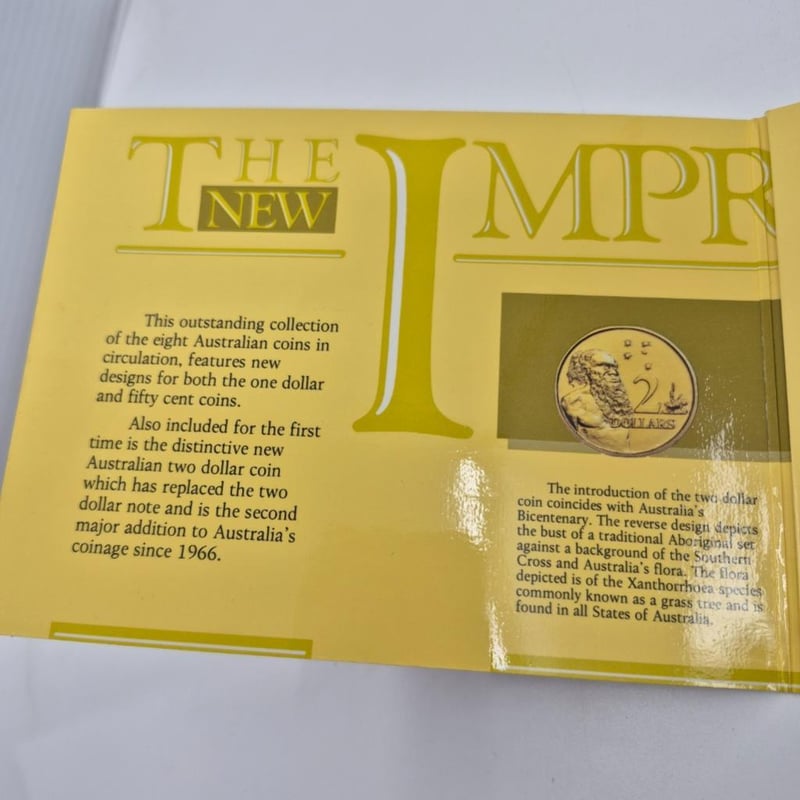 THE
NEW
IMPR
This outstanding collection
of the eight Australian coins in
circulation, features new
designs for both the one dollar
and fifty cent coins.
Also included for the first
time is the distinctive new
Australian two dollar coin
which has replaced the two
dollar note and is the second
major addition to Australia's
coinage since 1966.
2
DOLLARS
The introduction of the two dollar
coin coincides with Australia's
Bicentenary. The reverse design depicts
the bust of a traditional Aboriginal set
against a background of the Southern
Cross and Australia's flora. The flora
depicted is of the Xanthorrhoea species
commonly known as a grass tree and is
found in all States of Australia.